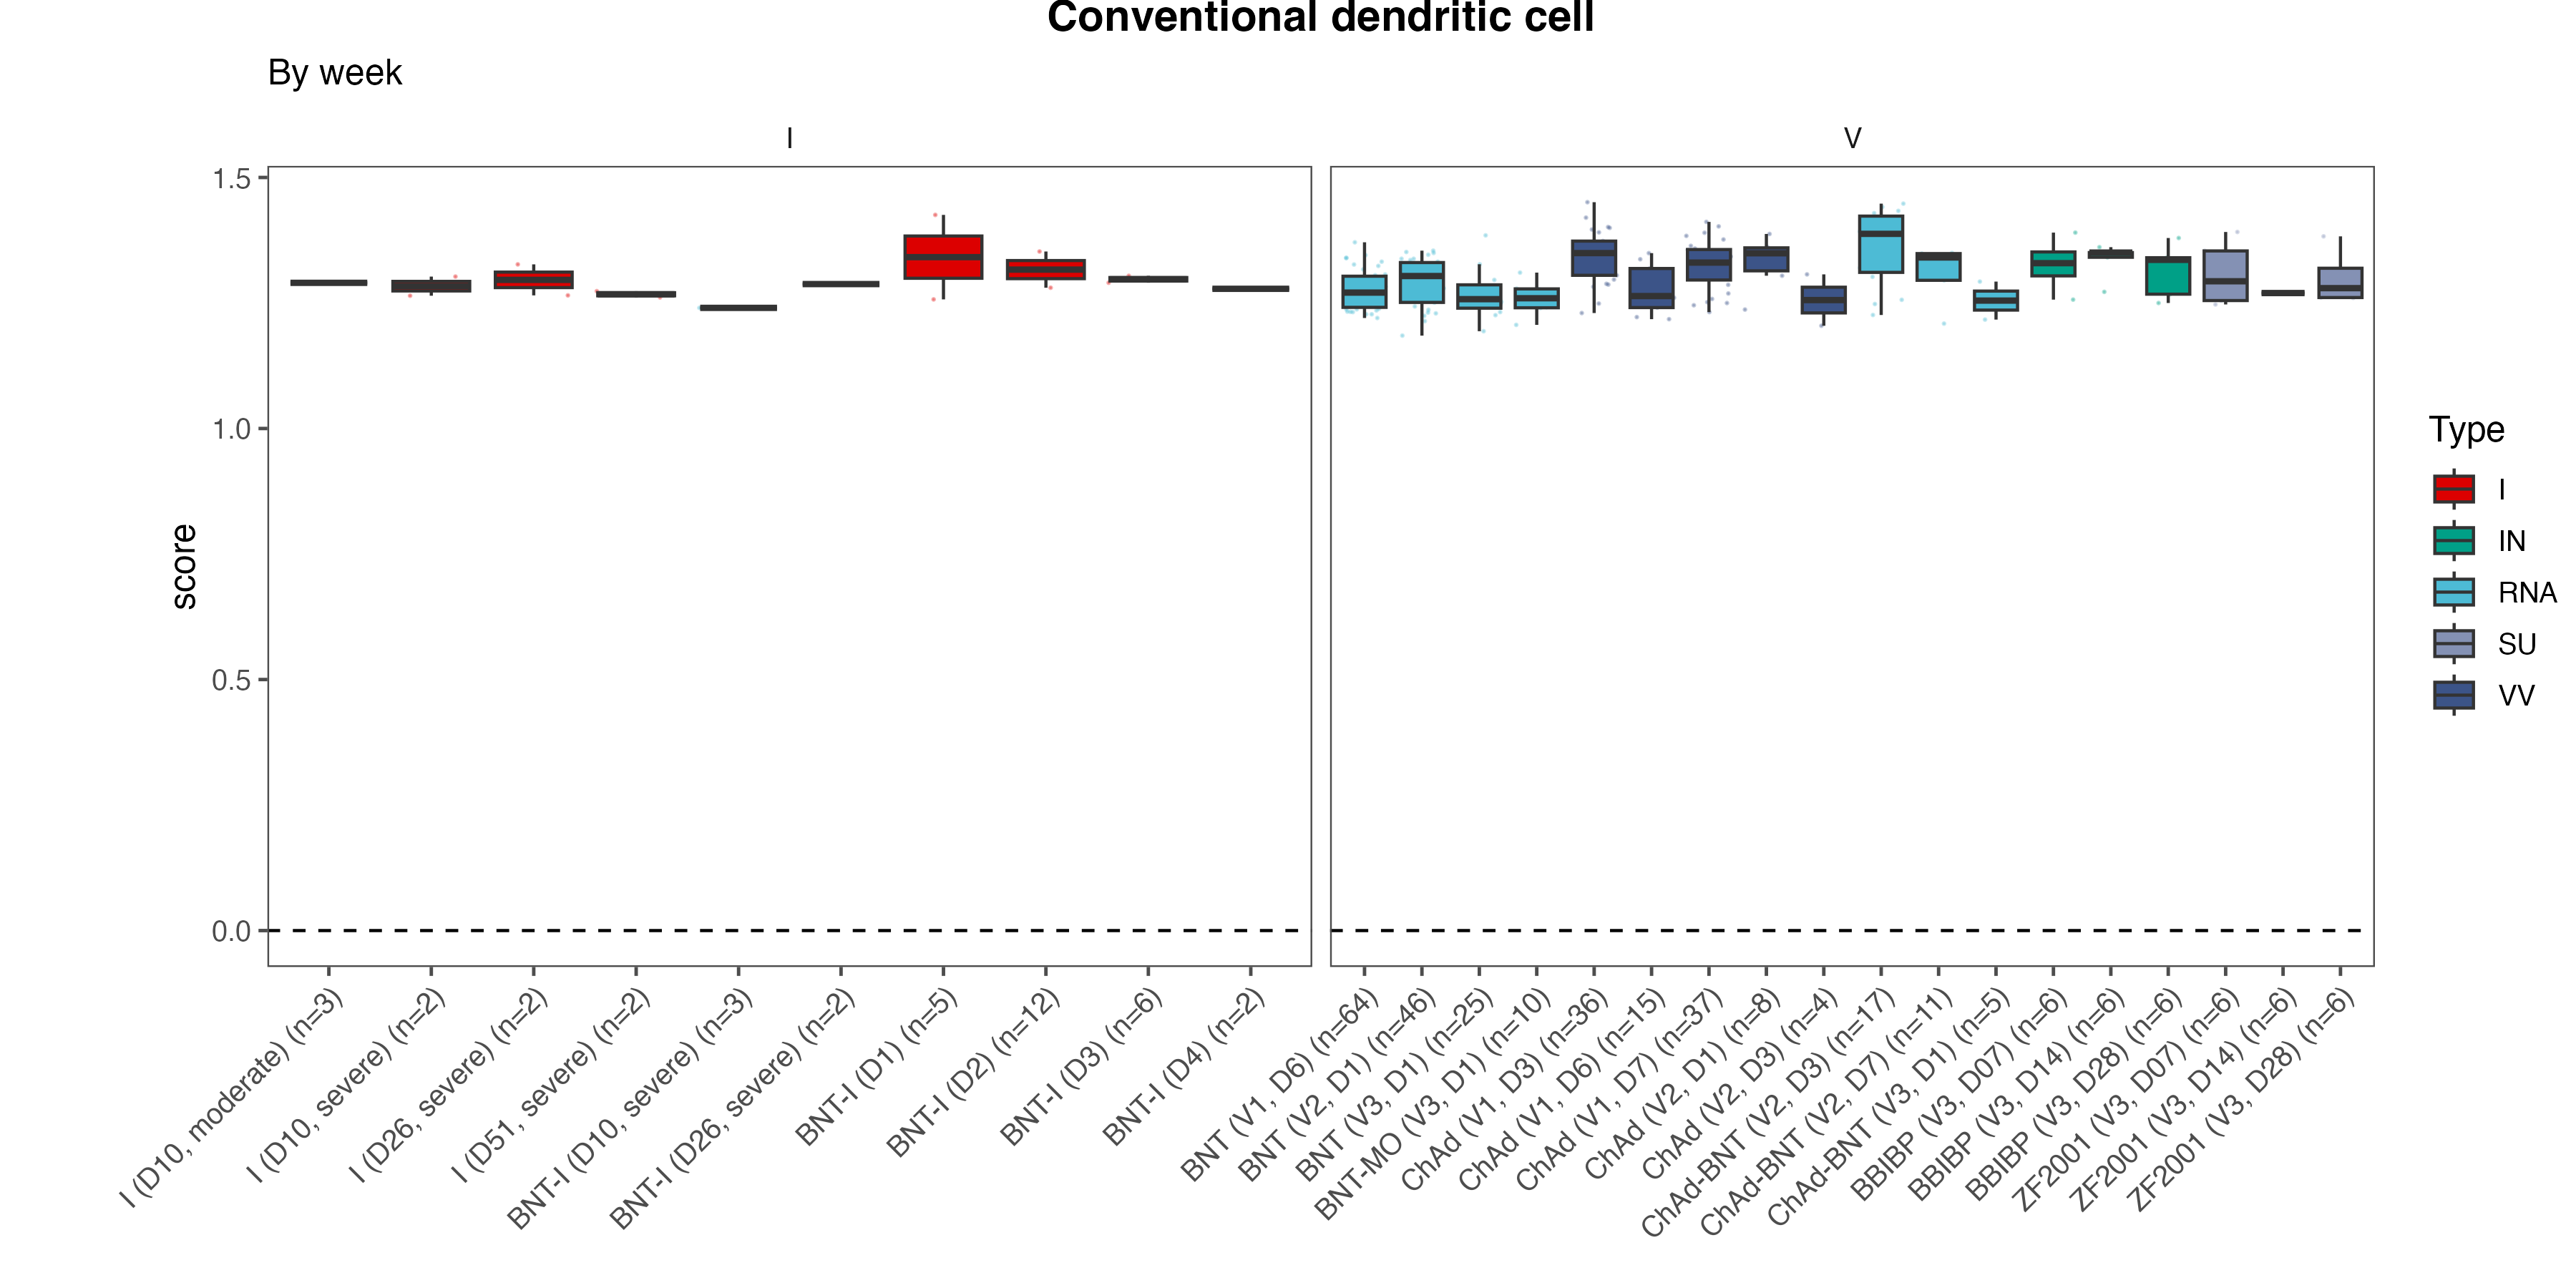 Conventional dendritic cell
By week
I
V
1.5
1.0
0.5
0.0
score
I (D10, moderate) (n=3)
I (D10, severe) (n=2)
I (D26, severe) (n=2)
I (D51, severe) (n=2)
BNT-I (D10, severe) (n=3)
BNT-I (D26, severe) (n=2)
BNT-I (D1) (n=5)
BNT-I (D2) (n=12)
BNT-I (D3) (n=6)
BNT-I (D4) (n=2)
BNT (V1, D6) (n=64)
BNT (V2, D1) (n=46)
BNT (V3, D1) (n=25)
BNT-MO (V3, D1) (n=10)
ChAd (V1, D3) (n=36)
ChAd (V1, D6) (n=15)
ChAd (V1, D7) (n=37)
ChAd (V2, D1) (n=8)
ChAd (V2, D3) (n=4)
ChAd-BNT (V2, D3) (n=17)
ChAd-BNT (V2, D7) (n=11)
ChAd-BNT (V3, D1) (n=5)
BBIBP (V3, D07) (n=6)
BBIBP (V3, D14) (n=6)
BBIBP (V3, D28) (n=6)
ZF2001 (V3, D07) (n=6)
ZF2001 (V3, D14) (n=6)
ZF2001 (V3, D28) (n=6)
Type
I
IN
RNA
SU
VV